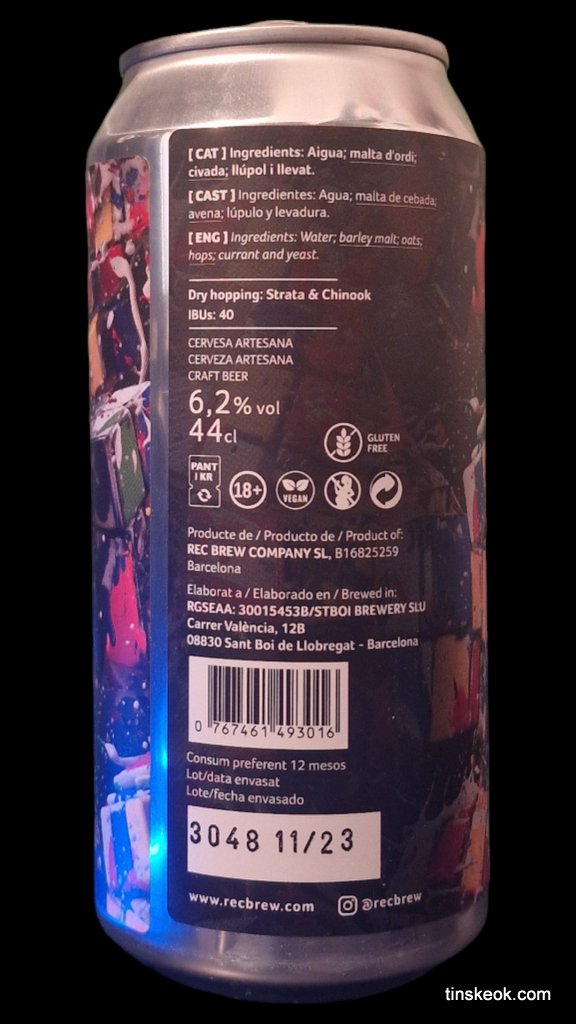 [ CAT ] Ingredients: Aigua; malta d'ordi;
civada; llúpol i llevat.
[ CAST ] Ingredientes: Agua; malta de cebada;
avena; lúpulo y levadura.
[ ENG ] Ingredients: Water; barley malt; oats;
hops; currant and yeast.
Dry hopping: Strata & Chinook
IBUs: 40
CERVESA ARTESANA
CERVEZA ARTESANA
CRAFT BEER
6,2% vol
44cl
GLUTEN
FREE
PANT
I KR
18+
VEGAN
Producte de / Producto de / Product of:
REC BREW COMPANY SL, B16825259
Barcelona
Elaborat a / Elaborado en / Brewed in:
RGSEAA: 30015453B/STBOI BREWERY SLU
Carrer València, 12B
08830 Sant Boi de Llobregat - Barcelona
0 767461 493016
Consum preferent 12 mesos
Lot/data envasat
Lote/fecha envasado
3048 11/23
www.recbrew.com @recbrew
tinskeok.com